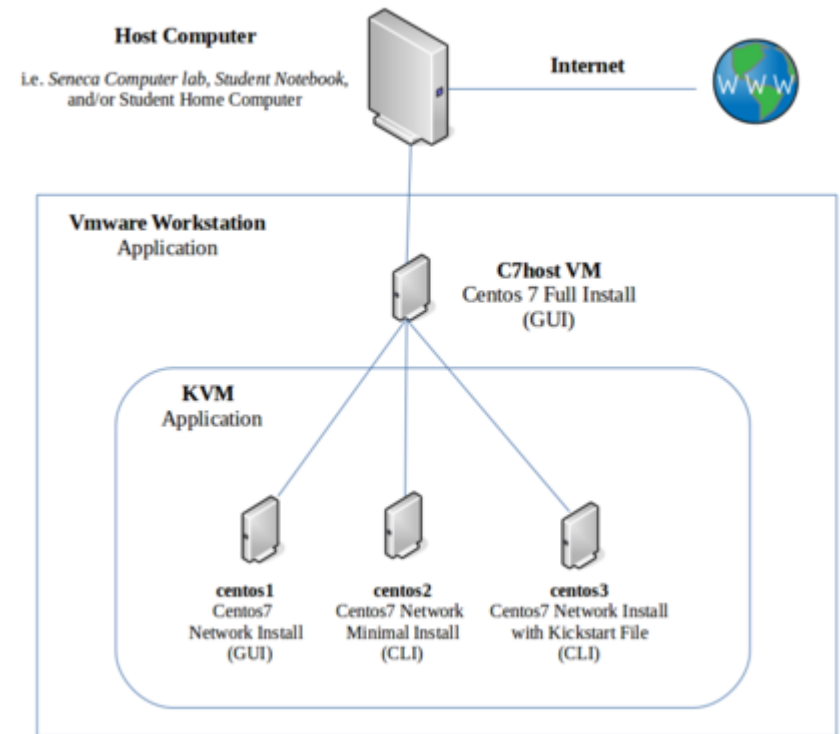 Host Computer
i.e. Seneca Computer lab, Student Notebook,
and/or Student Home Computer
Internet
WWW
Vmware Workstation
Application
C7host VM
Centos 7 Full Install
(GUI)
KVM
Application
centos1
Centos7
Network Install
(GUI)
centos2
Centos7 Network
Minimal Install
(CLI)
centos3
Centos7 Network Install
with Kickstart File
(CLI)